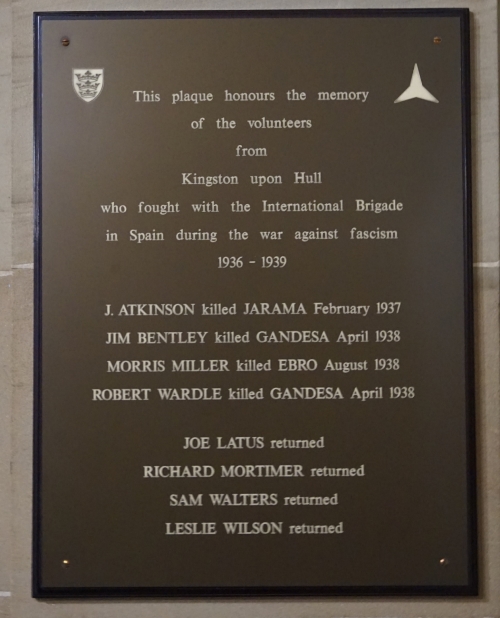 This plaque honours the memory
of the volunteers
from
Kingston upon Hull
who fought with the International Brigade
in Spain during the war against fascism
1936 - 1939
J. ATKINSON killed JARAMA February 1937
JIM BENTLEY killed GANDESA April 1938
MORRIS MILLER killed EBRO August 1938
ROBERT WARDLE killed GANDESA April 1938
JOE LATUS returned
RICHARD MORTIMER returned
SAM WALTERS returned
LESLIE WILSON returned